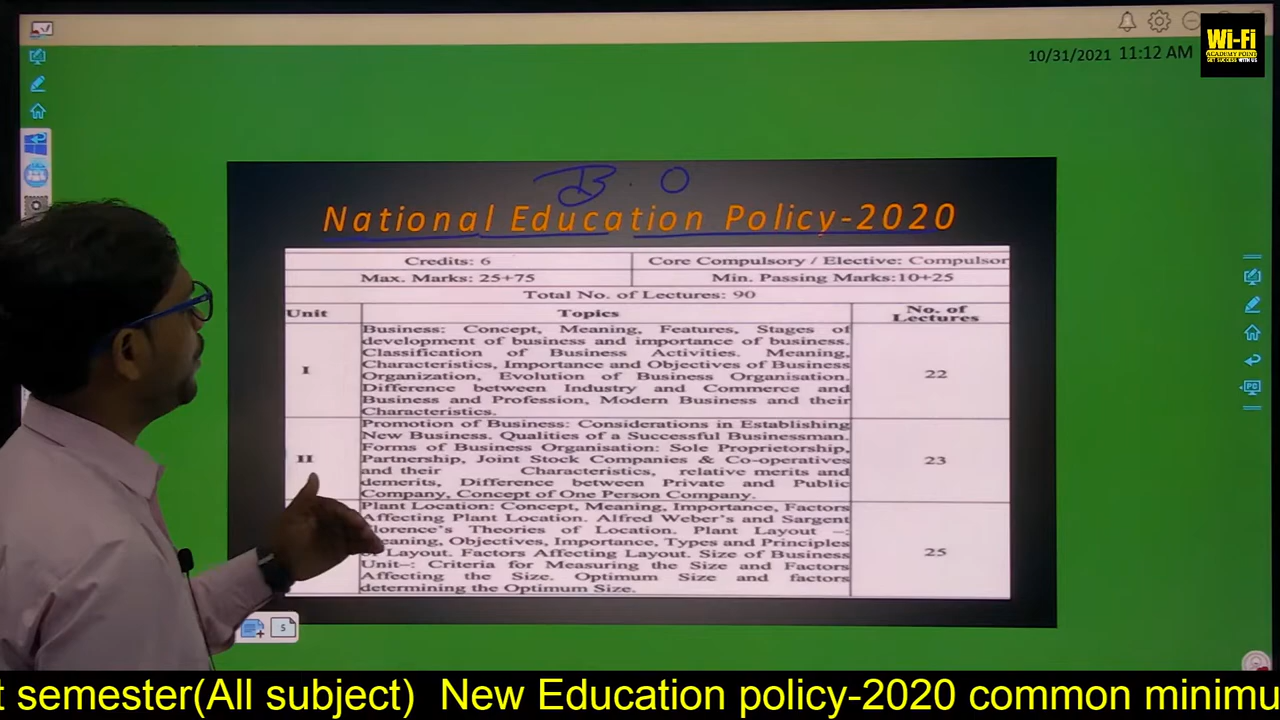 Wi-Fi
ACADEMY POINT
GET SUCCESS WITH US
10/31/2021 11:12 AM
B. O
National Education Policy-2020
Credits: 6 Core Compulsory / Elective: Compulsor
Max. Marks: 25+75 Min. Passing Marks:10+25
Total No. of Lectures: 90
Unit Topics No. of Lectures
Business: Concept, Meaning, Features, Stages of
development of business and importance of business.
Classification of Business Activities. Meaning,
Characteristics, Importance and Objectives of Business
I Organization, Evolution of Business Organisation. 22
Difference between Industry and Commerce and
Business and Profession, Modern Business and their
Characteristics.
Promotion of Business: Considerations in Establishing
New Business. Qualities of a Successful Businessman.
Forms of Business Organisation: Sole Proprietorship,
II Partnership, Joint Stock Companies & Co-operatives 23
and their Characteristics, relative merits and
demerits, Difference between Private and Public
Company, Concept of One Person Company.
Plant Location: Concept, Meaning, Importance, Factors
Affecting Plant Location. Alfred Weber's and Sargent
Florence's Theories of Location. Plant Layout –:
Meaning, Objectives, Importance, Types and Principles
of Layout. Factors Affecting Layout. Size of Business 25
Unit–: Criteria for Measuring the Size and Factors
Affecting the Size. Optimum Size and factors
determining the Optimum Size.
5
t semester(All subject) New Education policy-2020 common minimu